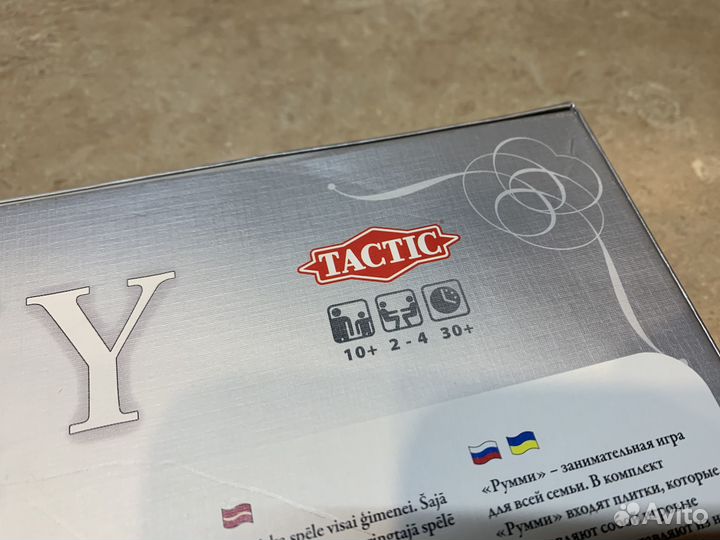 TACTIC
Y
10+ 2 - 4 30+
«Румми» – занимательная игра
для всей семьи. В комплект
«Румми» входят плитки, которые
spēle visai ģimenei. Šajā
spēlē
Avito